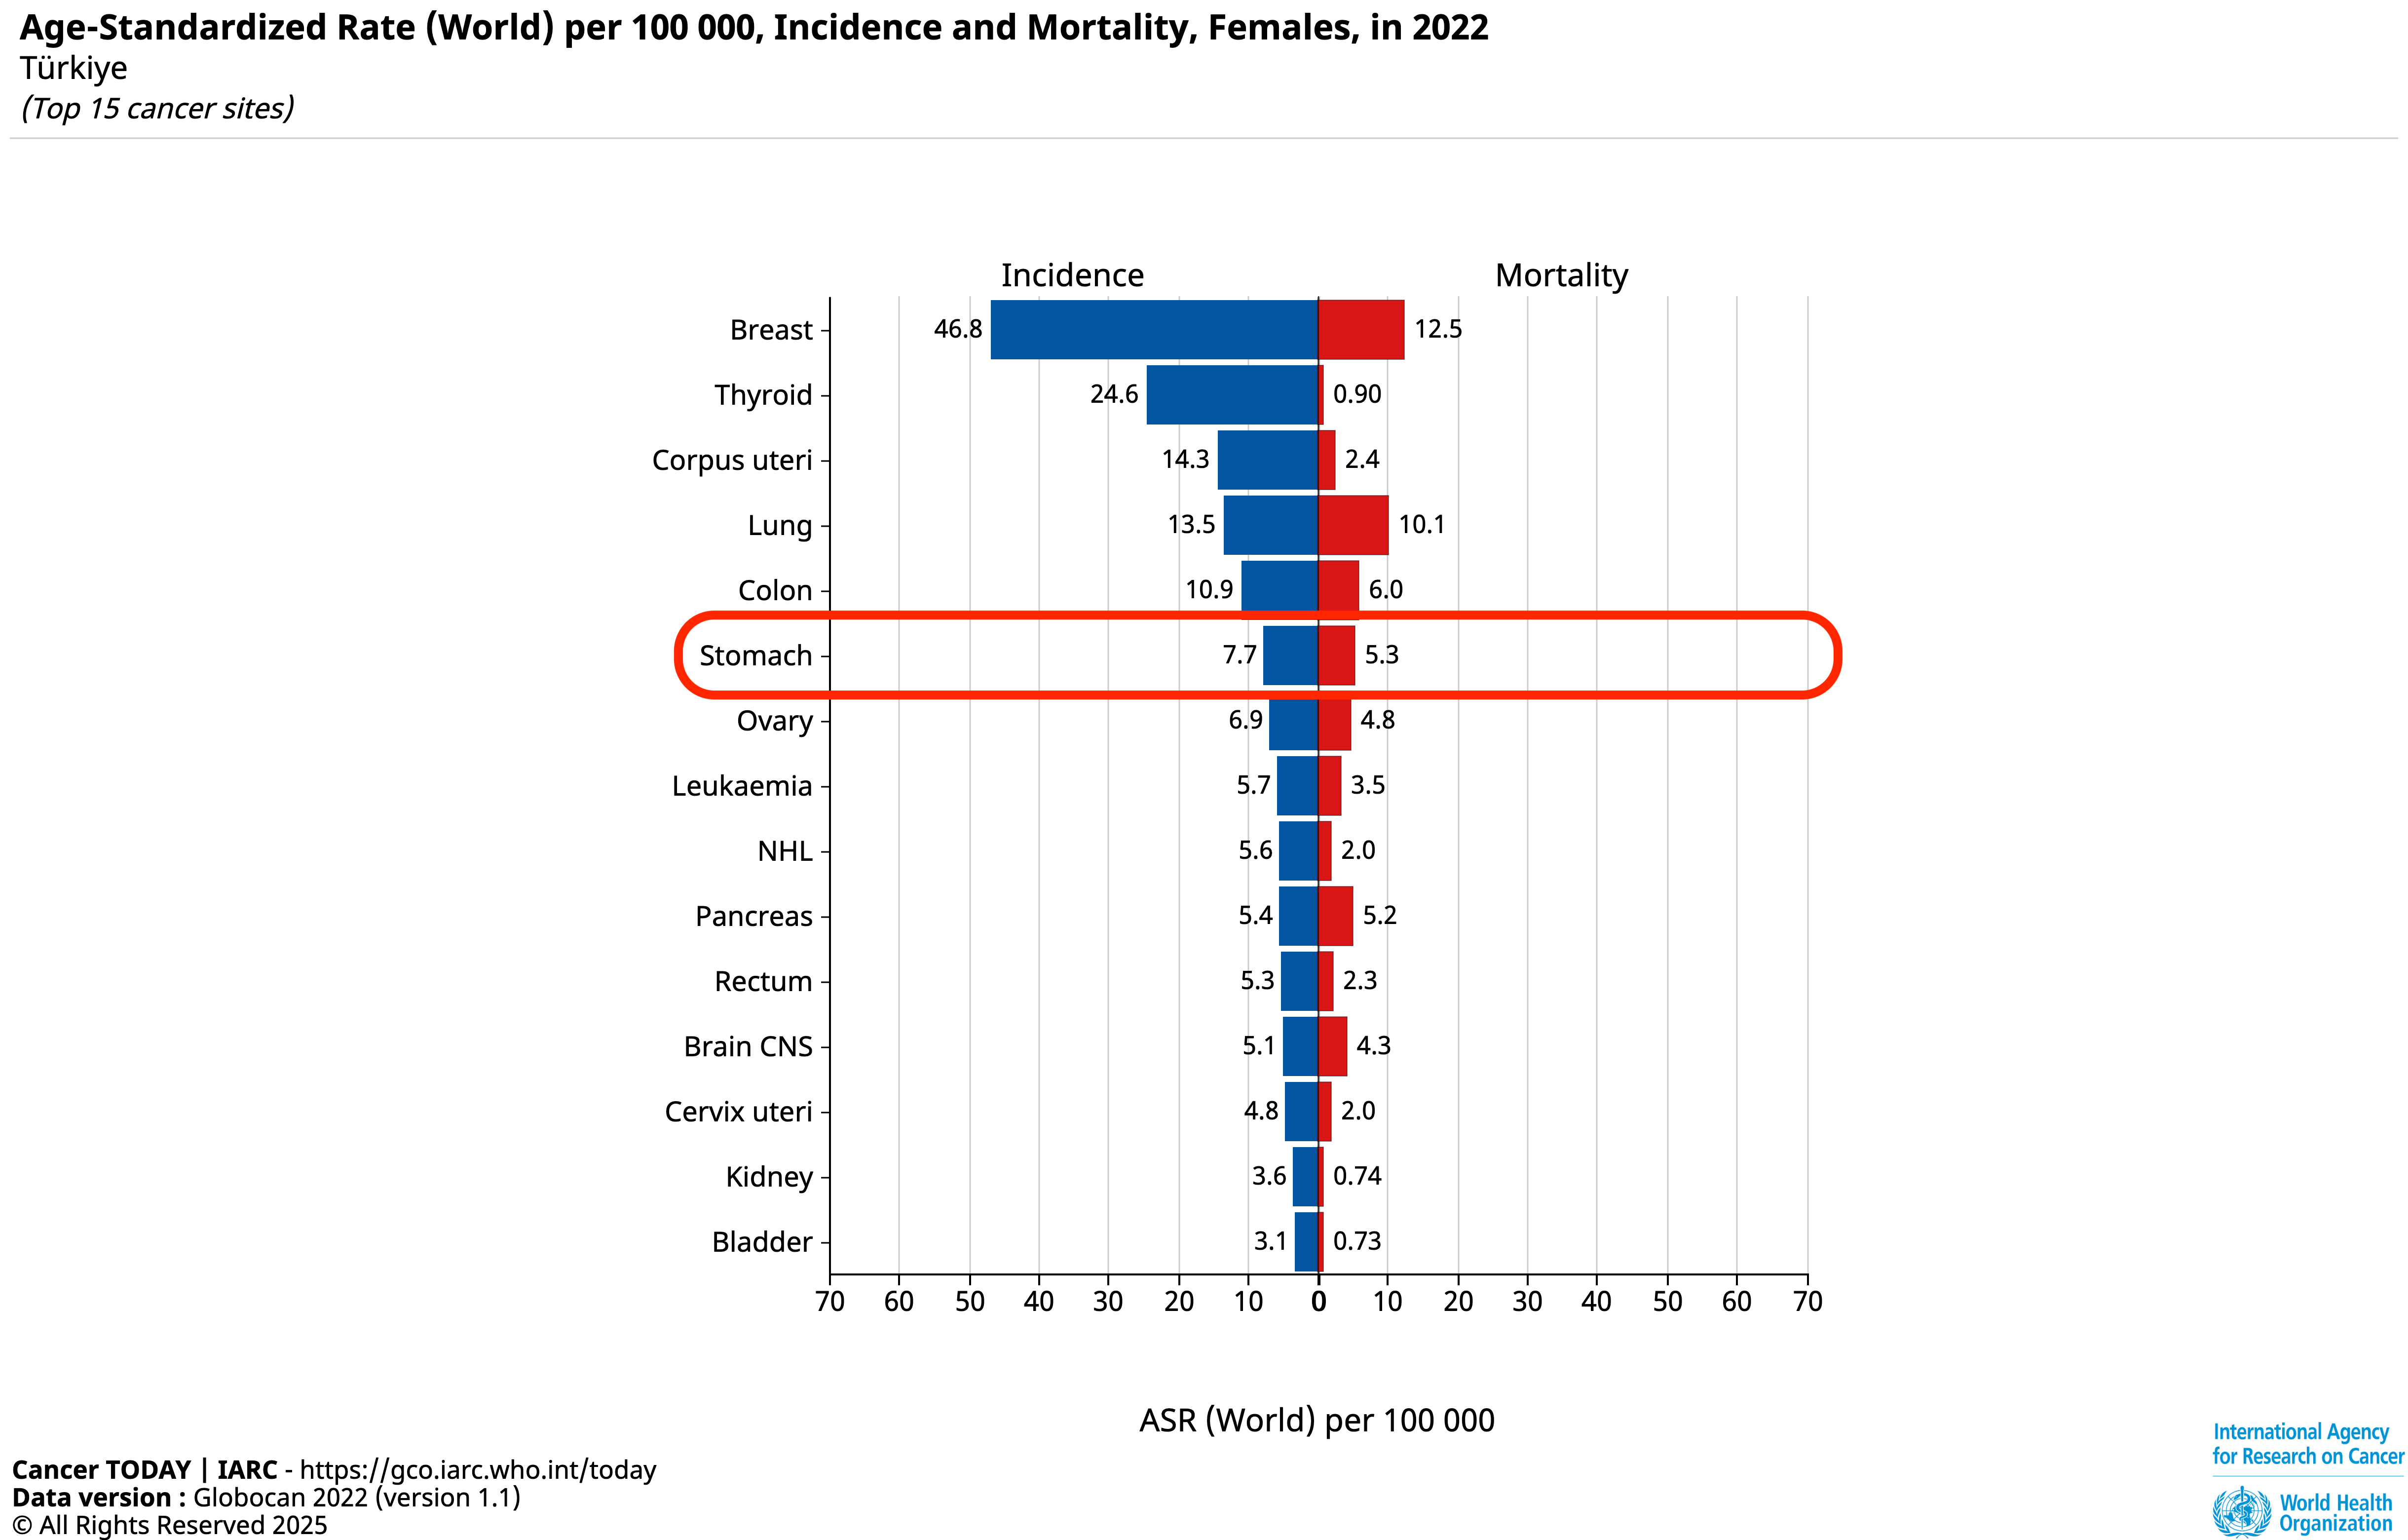 Age-Standardized Rate (World) per 100 000, Incidence and Mortality, Females, in 2022
Türkiye
(Top 15 cancer sites)
Incidence Mortality
Breast 46.8 12.5
Thyroid 24.6 0.90
Corpus uteri 14.3 2.4
Lung 13.5 10.1
Colon 10.9 6.0
Stomach 7.7 5.3
Ovary 6.9 4.8
Leukaemia 5.7 3.5
NHL 5.6 2.0
Pancreas 5.4 5.2
Rectum 5.3 2.3
Brain CNS 5.1 4.3
Cervix uteri 4.8 2.0
Kidney 3.6 0.74
Bladder 3.1 0.73
70 60 50 40 30 20 10 0 10 20 30 40 50 60 70
ASR (World) per 100 000
Cancer TODAY | IARC - https://gco.iarc.who.int/today
Data version : Globocan 2022 (version 1.1)
© All Rights Reserved 2025
International Agency
for Research on Cancer
World Health
Organization